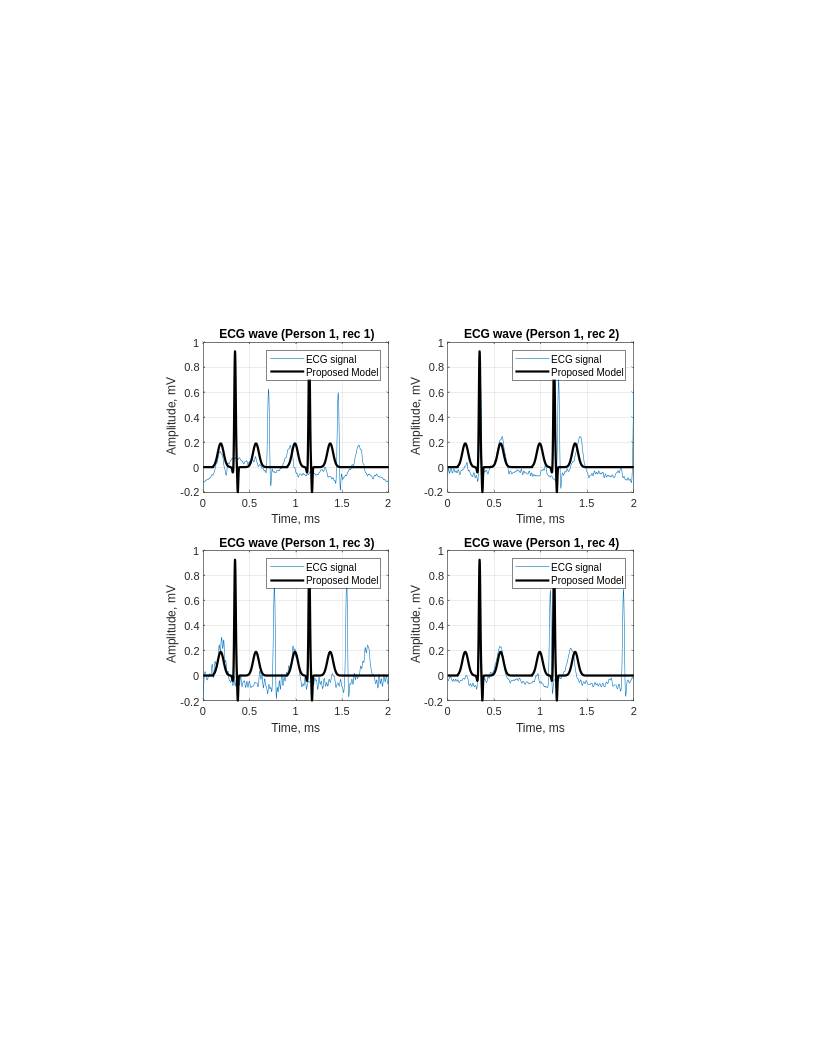 ECG wave (Person 1, rec 1)
1
0.8
0.6
0.4
0.2
0
-0.2
Amplitude, mV
ECG signal
Proposed Model
0 0.5 1 1.5 2
Time, ms
ECG wave (Person 1, rec 2)
1
0.8
0.6
0.4
0.2
0
-0.2
Amplitude, mV
ECG signal
Proposed Model
0 0.5 1 1.5 2
Time, ms
ECG wave (Person 1, rec 3)
1
0.8
0.6
0.4
0.2
0
-0.2
Amplitude, mV
ECG signal
Proposed Model
0 0.5 1 1.5 2
Time, ms
ECG wave (Person 1, rec 4)
1
0.8
0.6
0.4
0.2
0
-0.2
Amplitude, mV
ECG signal
Proposed Model
0 0.5 1 1.5 2
Time, ms